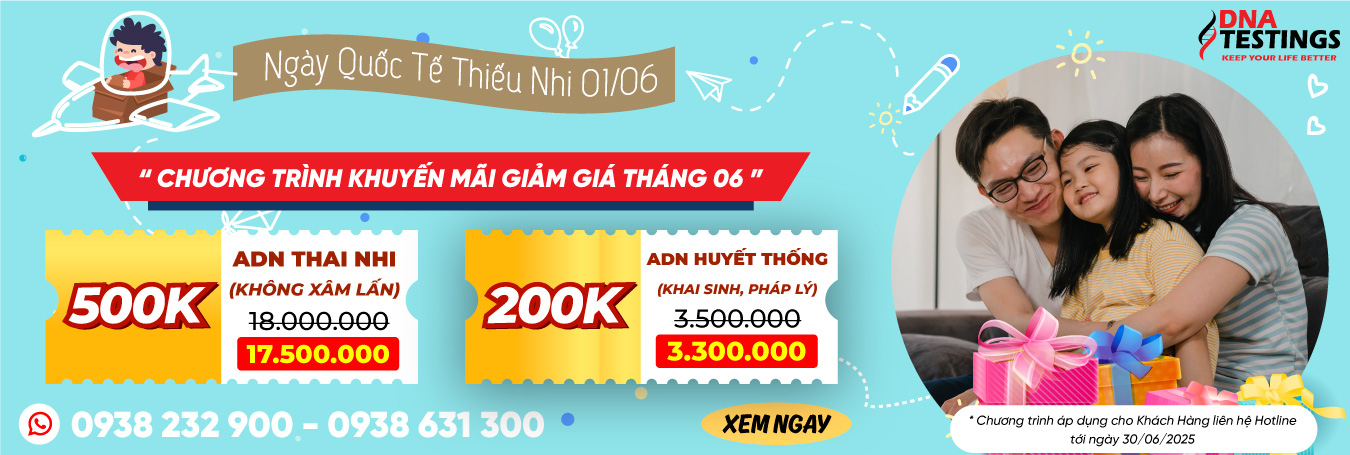 Ngày Quốc Tế Thiếu Nhi 01/06
DNA
TESTINGS
KEEP YOUR LIFE BETTER
“ CHƯƠNG TRÌNH KHUYẾN MÃI GIẢM GIÁ THÁNG 06 ”
500K
ADN THAI NHI
(KHÔNG XÂM LẤN)
18.000.000
17.500.000
200K
ADN HUYẾT THỐNG
(KHAI SINH, PHÁP LÝ)
3.500.000
3.300.000
0938 232 900 - 0938 631 300
XEM NGAY
* Chương trình áp dụng cho Khách Hàng liên hệ Hotline
tới ngày 30/06/2025